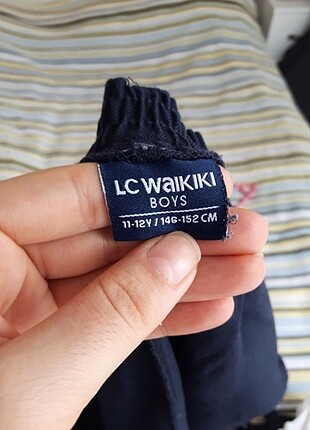 LC WAIKIKI
BOYS
11-12Y / 146-152 CM